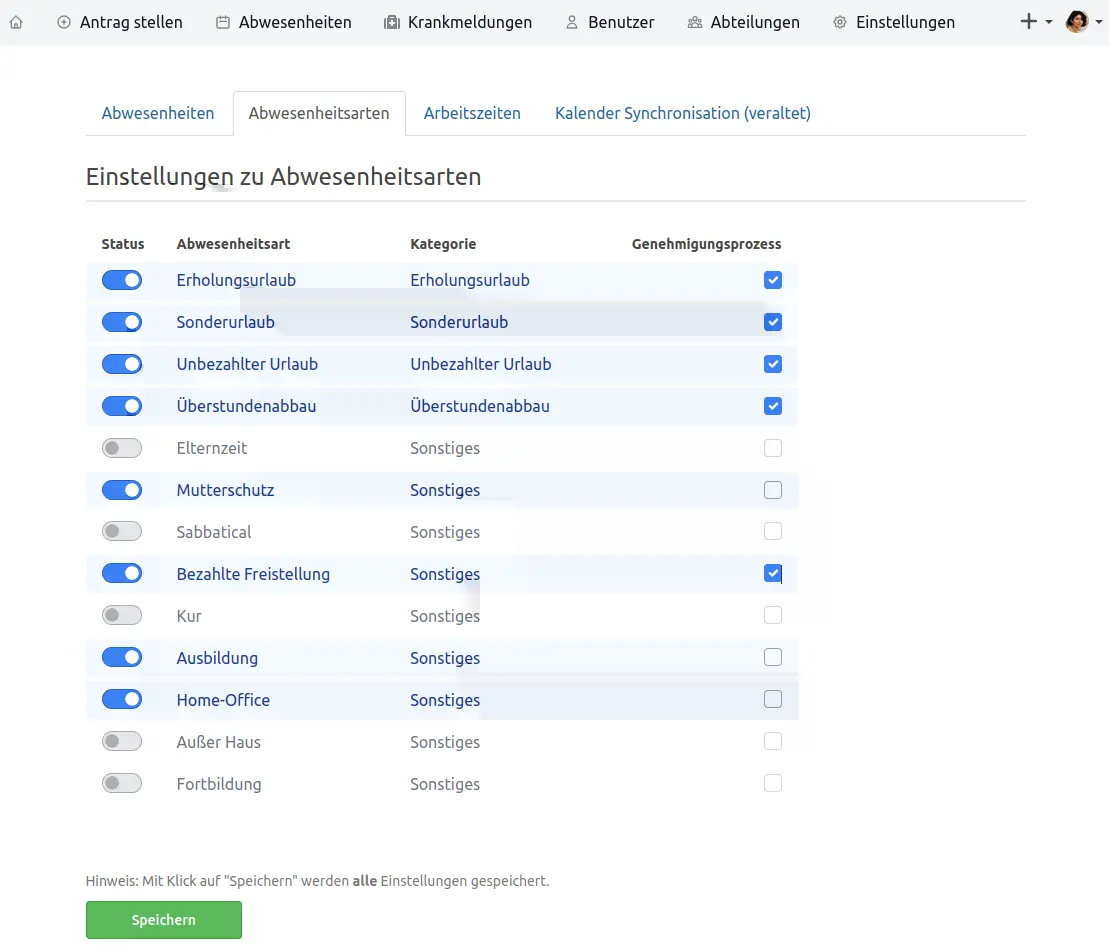 Antrag stellen Abwesenheiten Krankmeldungen Benutzer Abteilungen Einstellungen
Abwesenheiten Abwesenheitsarten Arbeitszeiten Kalender Synchronisation (veraltet)
Einstellungen zu Abwesenheitsarten
Status Abwesenheitsart Kategorie Genehmigungsprozess
Erholungsurlaub Erholungsurlaub
Sonderurlaub Sonderurlaub
Unbezahlter Urlaub Unbezahlter Urlaub
Überstundenabbau Überstundenabbau
Elternzeit Sonstiges
Mutterschutz Sonstiges
Sabbatical Sonstiges
Bezahlte Freistellung Sonstiges
Kur Sonstiges
Ausbildung Sonstiges
Home-Office Sonstiges
Außer Haus Sonstiges
Fortbildung Sonstiges
Hinweis: Mit Klick auf "Speichern" werden alle Einstellungen gespeichert.
Speichern